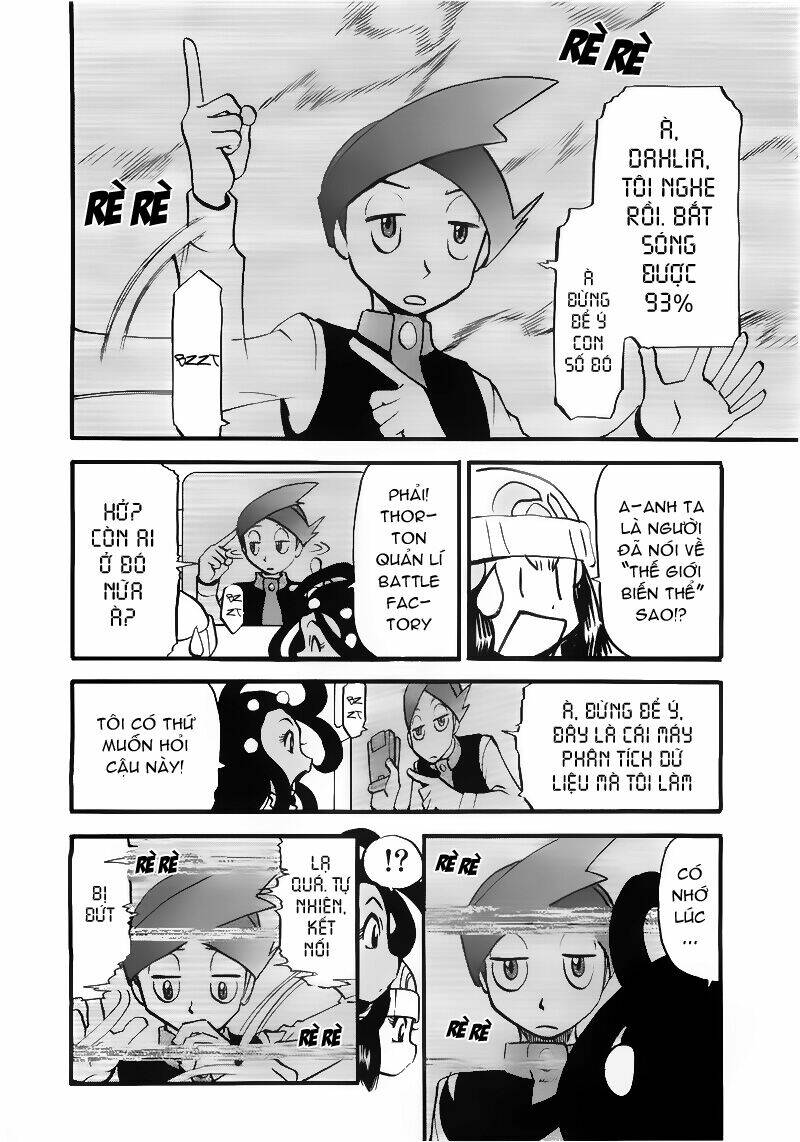 RÈ RÈ
À,
DAHLIA,
TÔI NGHE
RỒI. BẮT
SÓNG
ĐƯỢC
93%
À
ĐỪNG
ĐỂ Ý
CON
SỐ ĐÓ
RÈ RÈ
BZZT
A-ANH TA
LÀ NGƯỜI
ĐÃ NÓI VỀ
"THẾ GIỚI
BIẾN THỂ"
SAO!?
PHẢI!
THOR-
TON
QUẢN LÍ
BATTLE
FAC-
TORY
BZ
ZT
HỞ?
CÒN AI
Ở ĐÓ
NỮA
À?
À, ĐỪNG ĐỂ Ý,
ĐÂY LÀ CÁI MÁY
PHÂN TÍCH DỮ
LIỆU MÀ TÔI LÀM
BZ
ZT
TÔI CÓ THỨ
MUỐN HỎI
CẬU NÀY!
CÓ
NHỚ
LÚC
...
RÈ RÈ
RÈ RÈ
!?
LẠ
QUÁ. TỰ
NHIÊN,
KẾT
NỐI
RÈ RÈ
BỊ
BỨT
RÈ RÈ